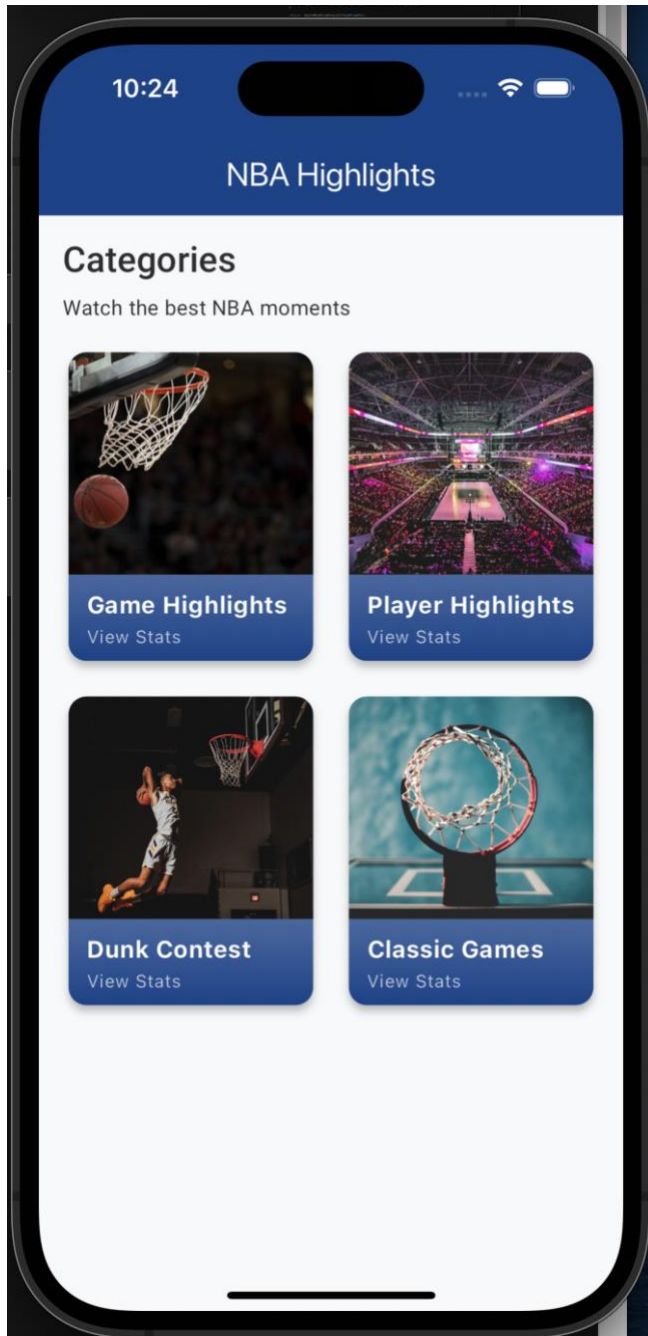 10:24
NBA Highlights
Categories
Watch the best NBA moments
Game Highlights
View Stats
Player Highlights
View Stats
Dunk Contest
View Stats
Classic Games
View Stats